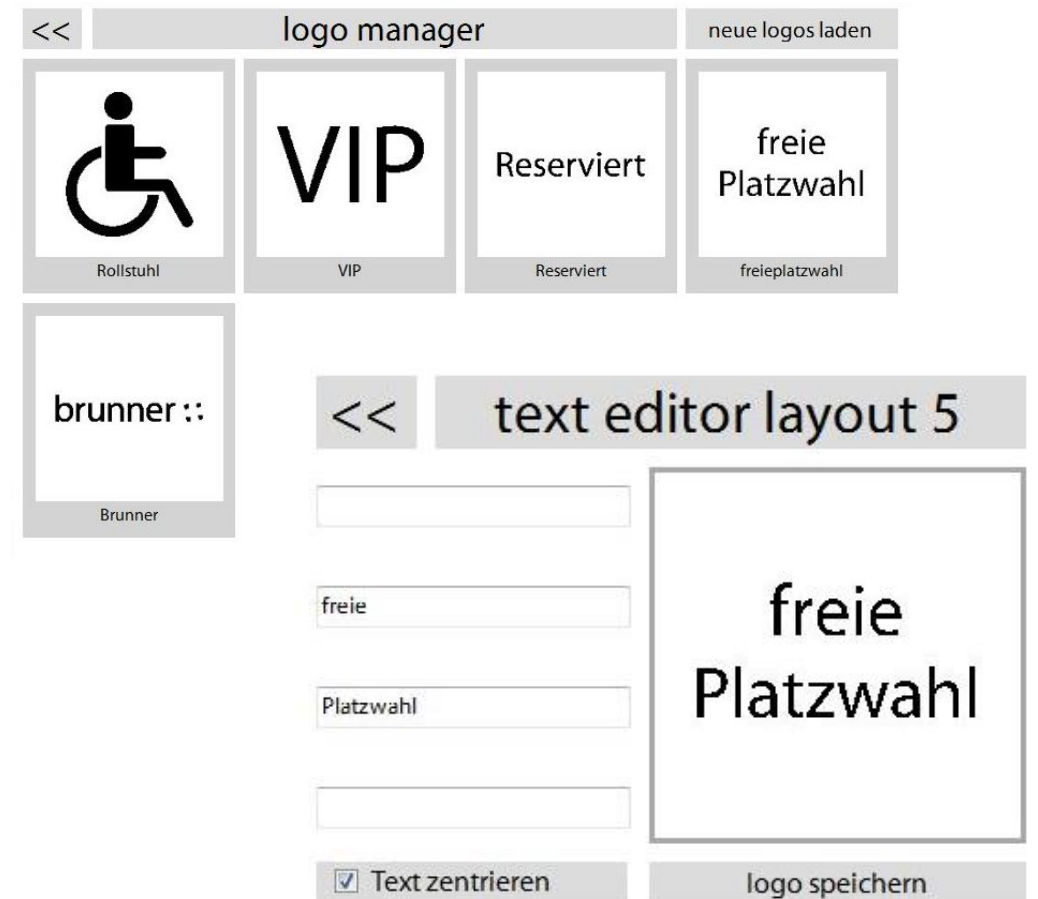 << logo manager neue logos laden
VIP
Reserviert
freie
Platzwahl
Rollstuhl VIP Reserviert freieplatzwahl
brunner ::
Brunner
<< text editor layout 5
freie
Platzwahl
freie
Platzwahl
Text zentrieren logo speichern